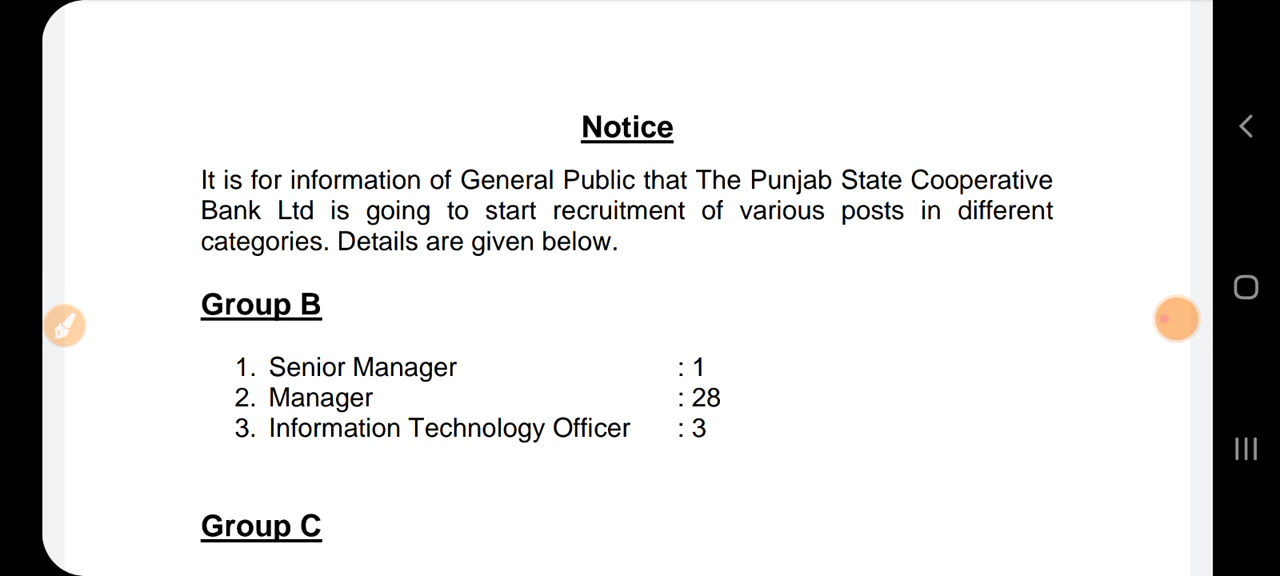 Notice
It is for information of General Public that The Punjab State Cooperative
Bank Ltd is going to start recruitment of various posts in different
categories. Details are given below.
Group B
1. Senior Manager : 1
2. Manager : 28
3. Information Technology Officer : 3
Group C